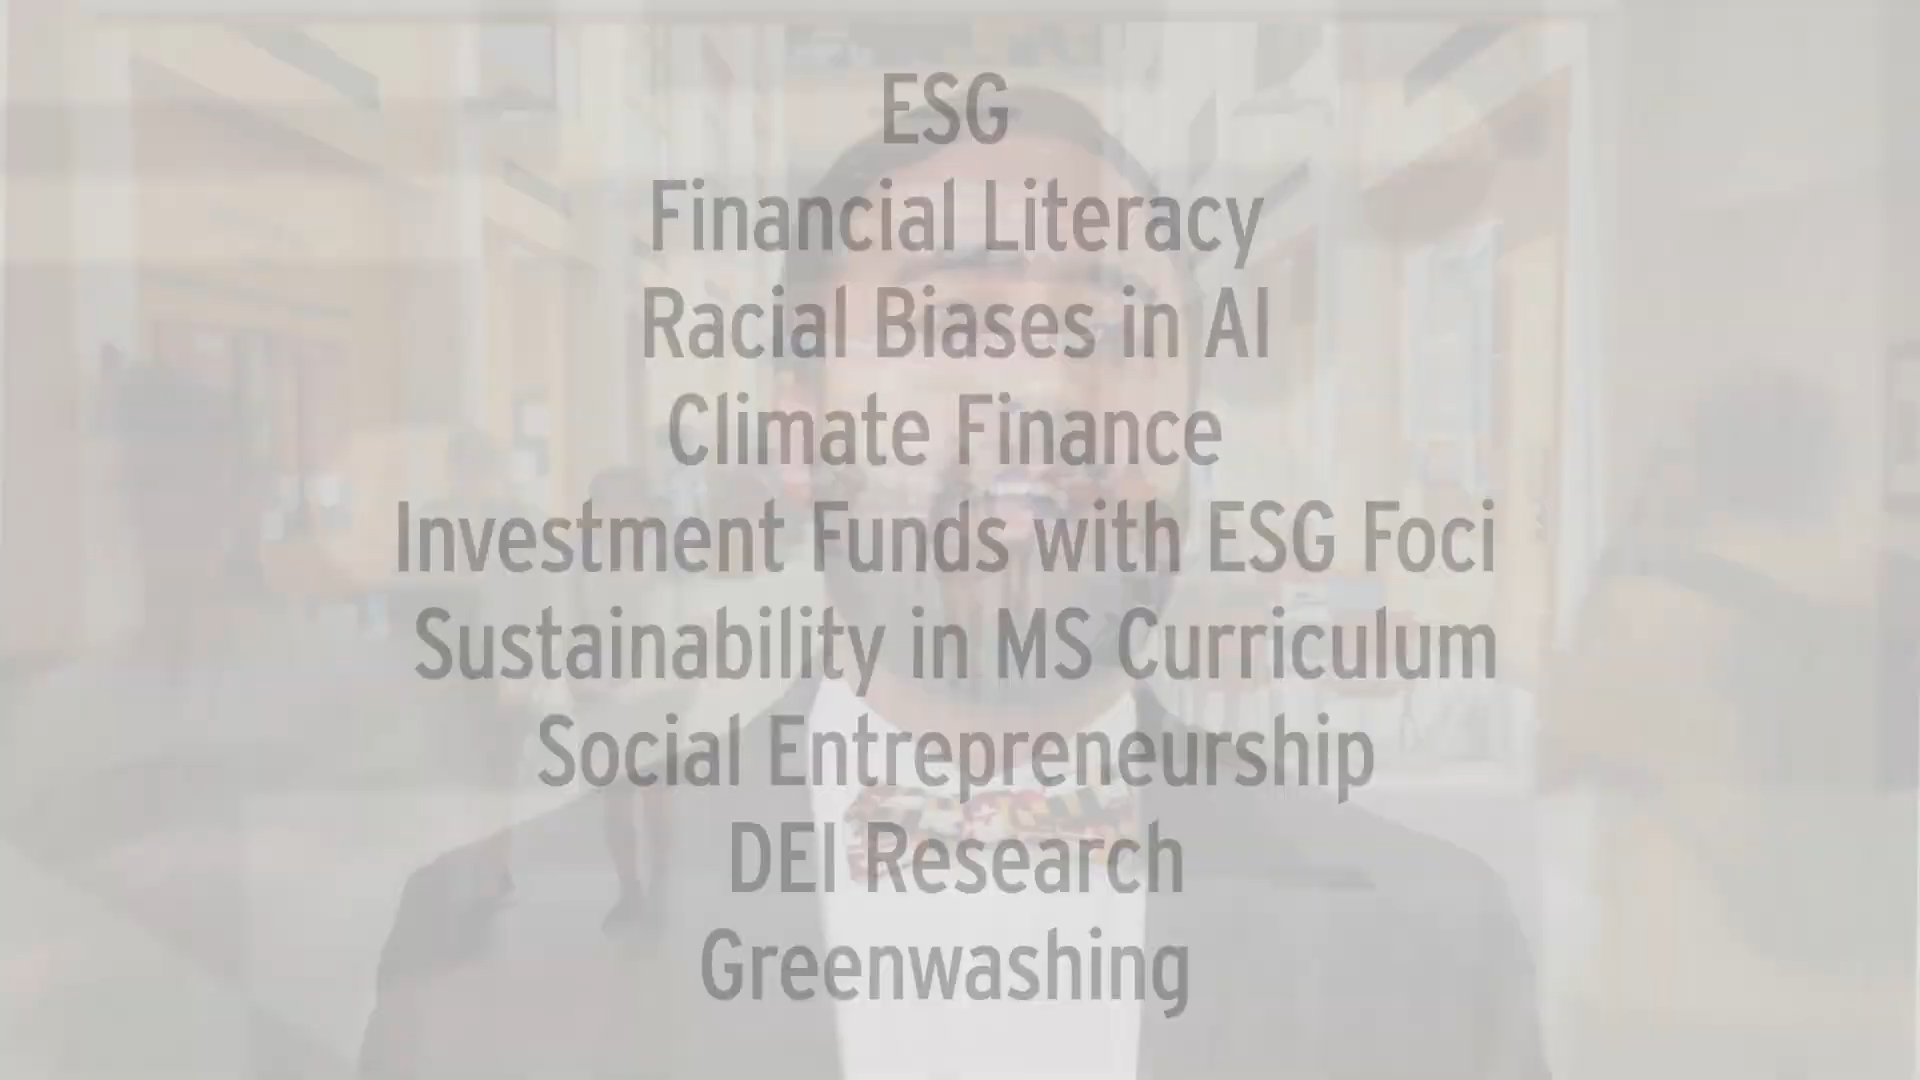 ESG
Financial Literacy
Racial Biases in AI
Climate Finance
Investment Funds with ESG Foci
Sustainability in MS Curriculum
Social Entrepreneurship
DEI Research
Greenwashing